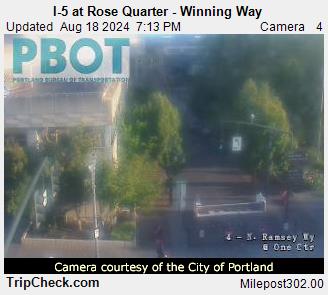 I-5 at Rose Quarter - Winning Way
Updated Aug 18 2024 7:13 PM Camera 4
PBOT
PORTLAND BUREAU OF TRANSPORTATION
4 - N. Ramsey Wy
@ One Ctr
Camera courtesy of the City of Portland
TripCheck.com Milepost302.00